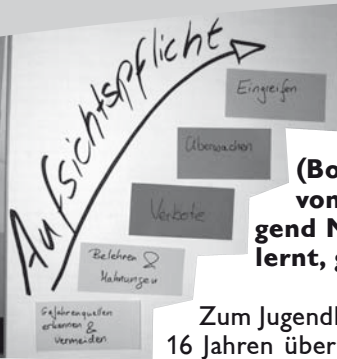 Aufsichtspflicht
Eingreifen
Überwachen
Verbote
Belehren &
Mahnungen
Gefahrenquellen
erkennen &
vermeiden
(Bo
von
gend N
lernt, g
Zum Jugendl
16 Jahren über